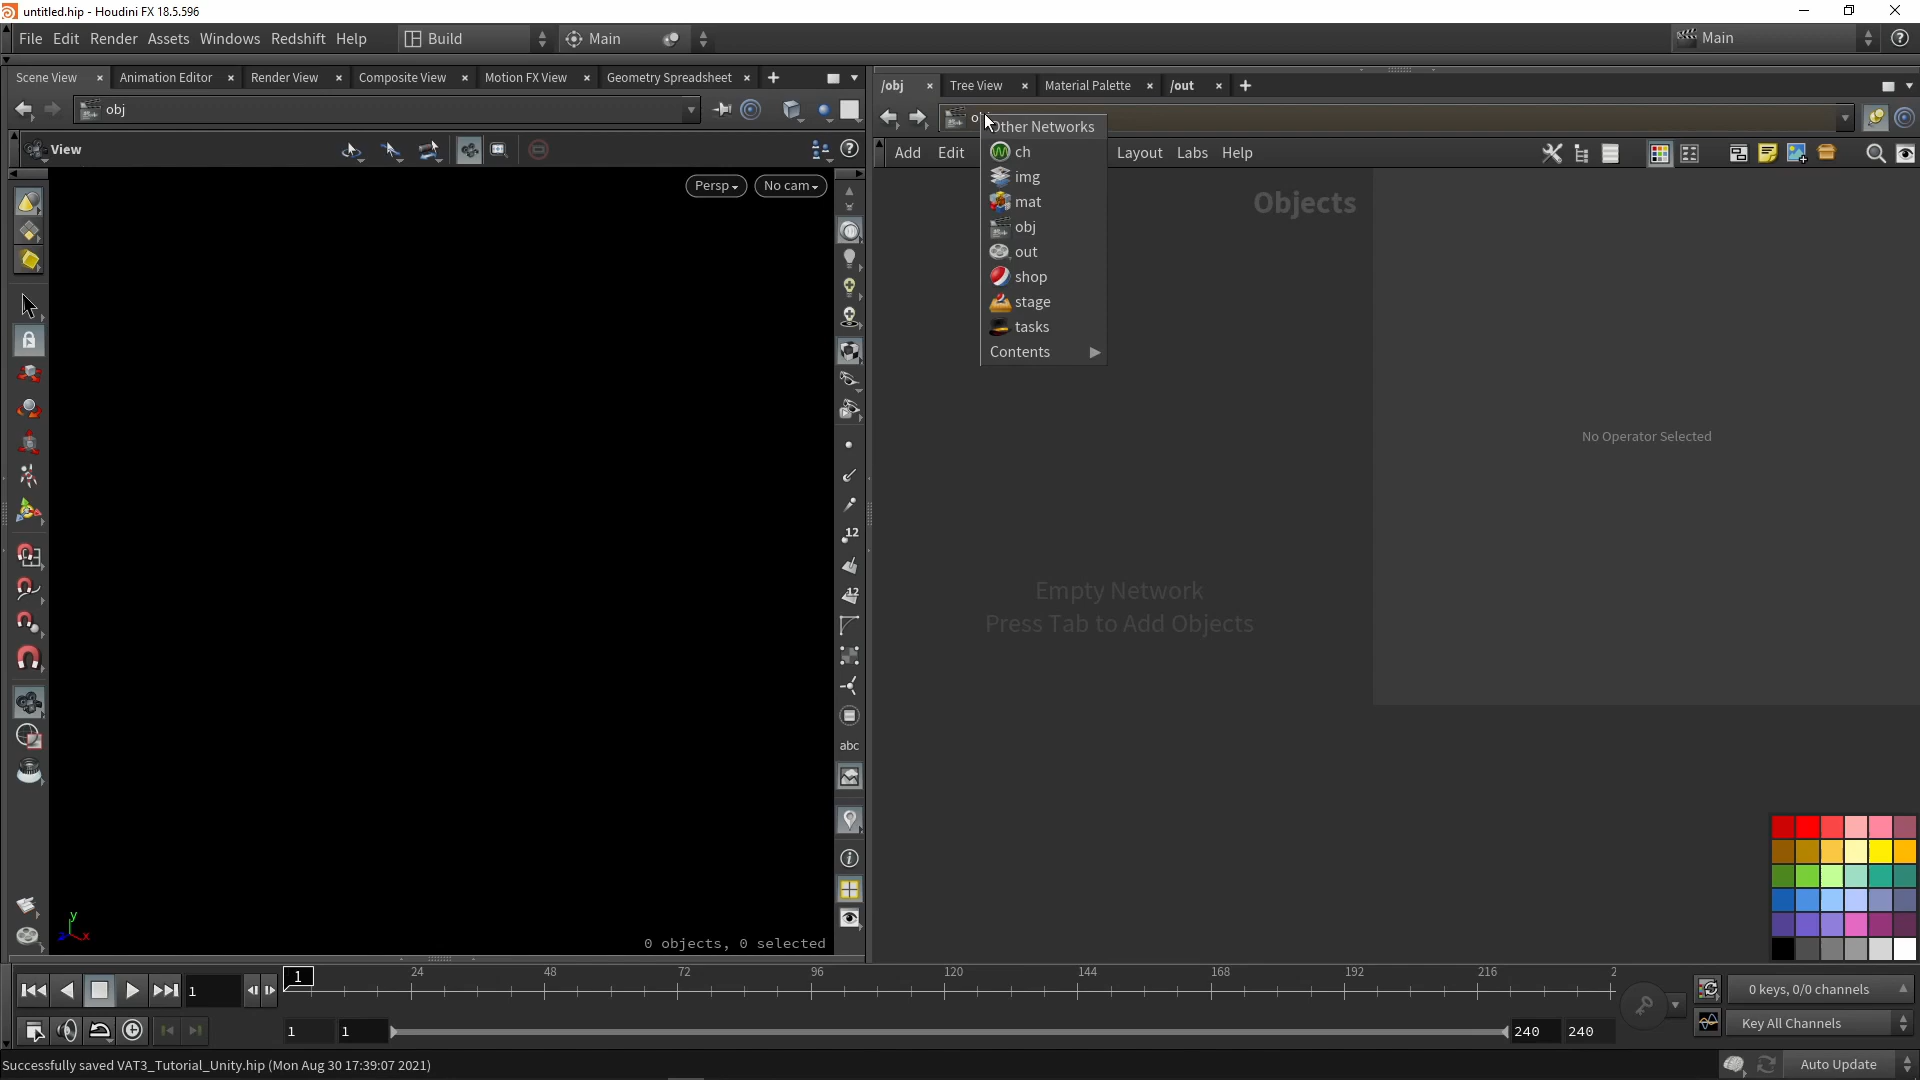 untitled.hip - Houdini FX 18.5.596
File Edit Render Assets Windows Redshift Help
Build
Main
Main
Scene View
Animation Editor
Render View
Composite View
Motion FX View
Geometry Spreadsheet
/obj
Tree View
Material Palette
/out
obj
Other Networks
ch
img
mat
obj
out
shop
stage
tasks
Contents
Add Edit
Layout Labs Help
View
Persp
No cam
Objects
No Operator Selected
Empty Network
Press Tab to Add Objects
12
12
abc
y
z x
0 objects, 0 selected
1
1
24
48
72
96
120
144
168
192
216
2
1
1
240
240
0 keys, 0/0 channels
Key All Channels
Successfully saved VAT3_Tutorial_Unity.hip (Mon Aug 30 17:39:07 2021)
Auto Update